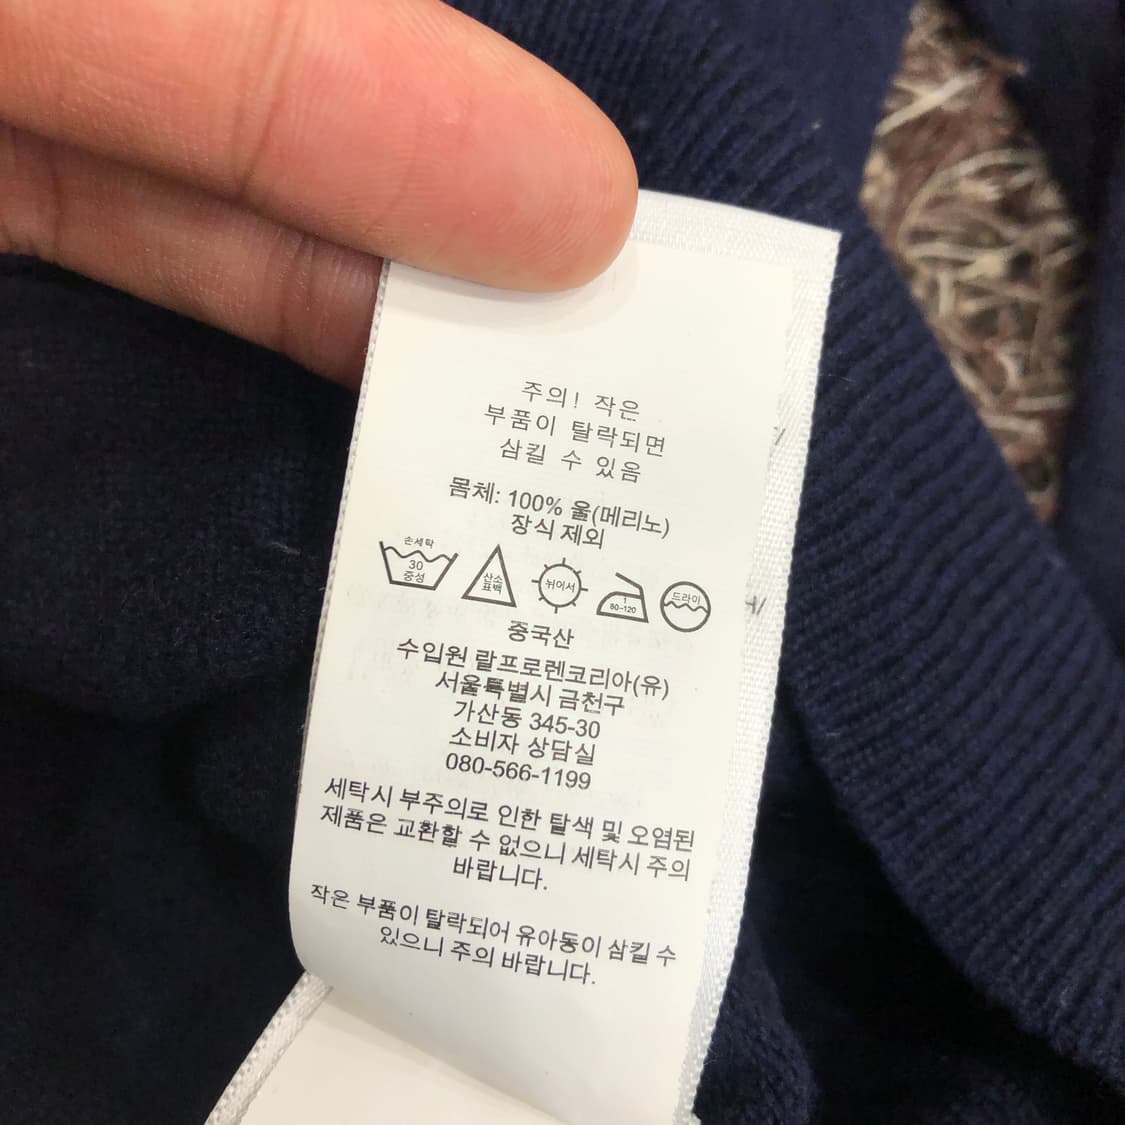 주의! 작은
부품이 탈락되면
삼킬 수 있음
몸체: 100% 울(메리노)
장식 제외
손세탁
30
중성
산소
표백
뉘어서
1
80-120
드라이
중국산
수입원 랄프로렌코리아(유)
서울특별시 금천구
가산동 345-30
소비자 상담실
080-566-1199
세탁시 부주의로 인한 탈색 및 오염된
제품은 교환할 수 없으니 세탁시 주의
바랍니다.
작은 부품이 탈락되어 유아동이 삼킬 수
있으니 주의 바랍니다.